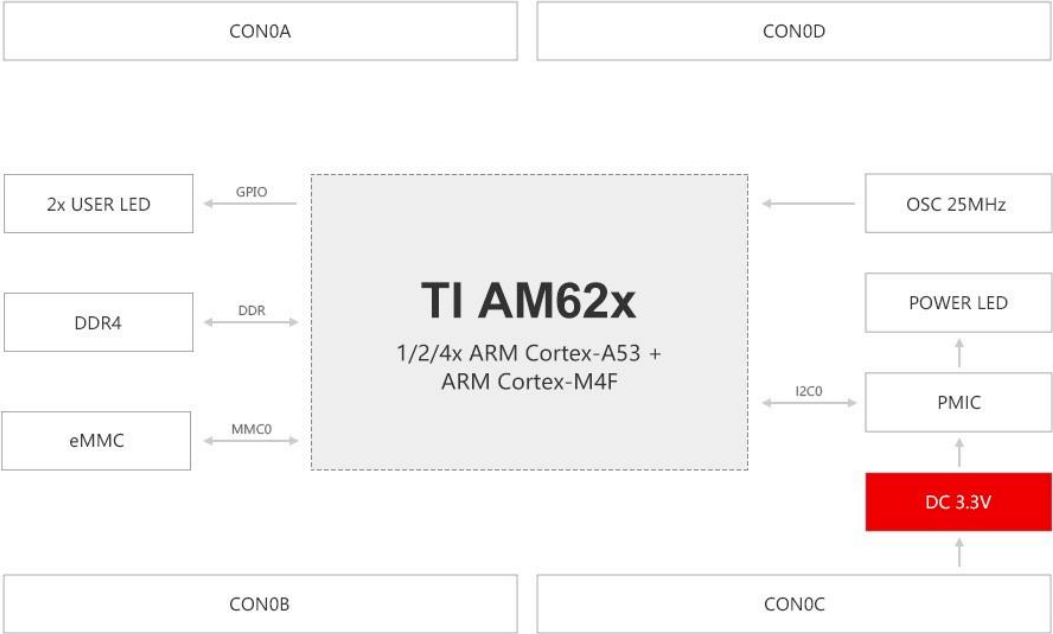 CON0A
CON0D
2x USER LED
GPIO
OSC 25MHz
TI AM62x
1/2/4x ARM Cortex-A53 +
ARM Cortex-M4F
DDR4
DDR
POWER LED
I2C0
PMIC
eMMC
MMC0
DC 3.3V
CON0B
CON0C